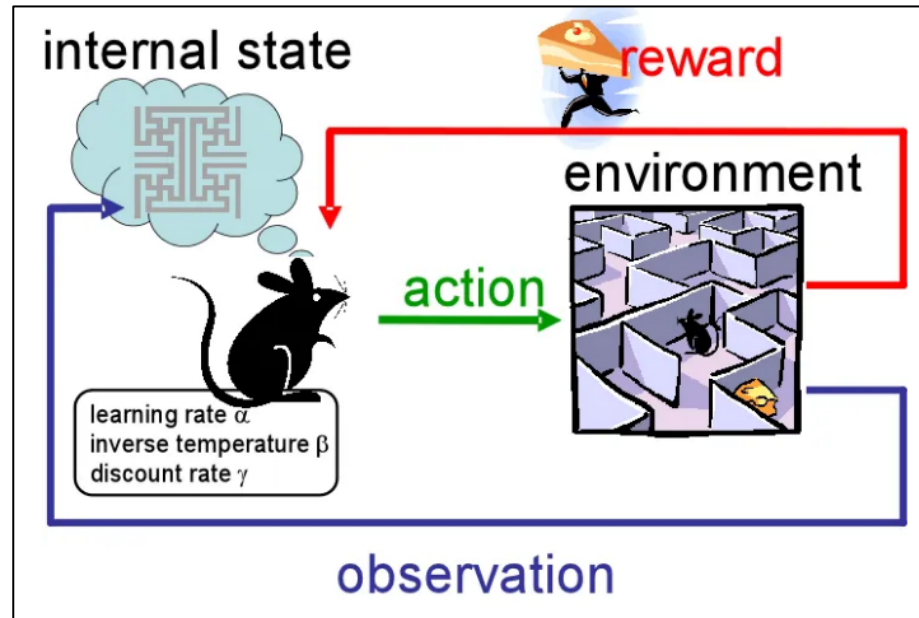 internal state
reward
environment
action
learning rate α
inverse temperature β
discount rate γ
observation